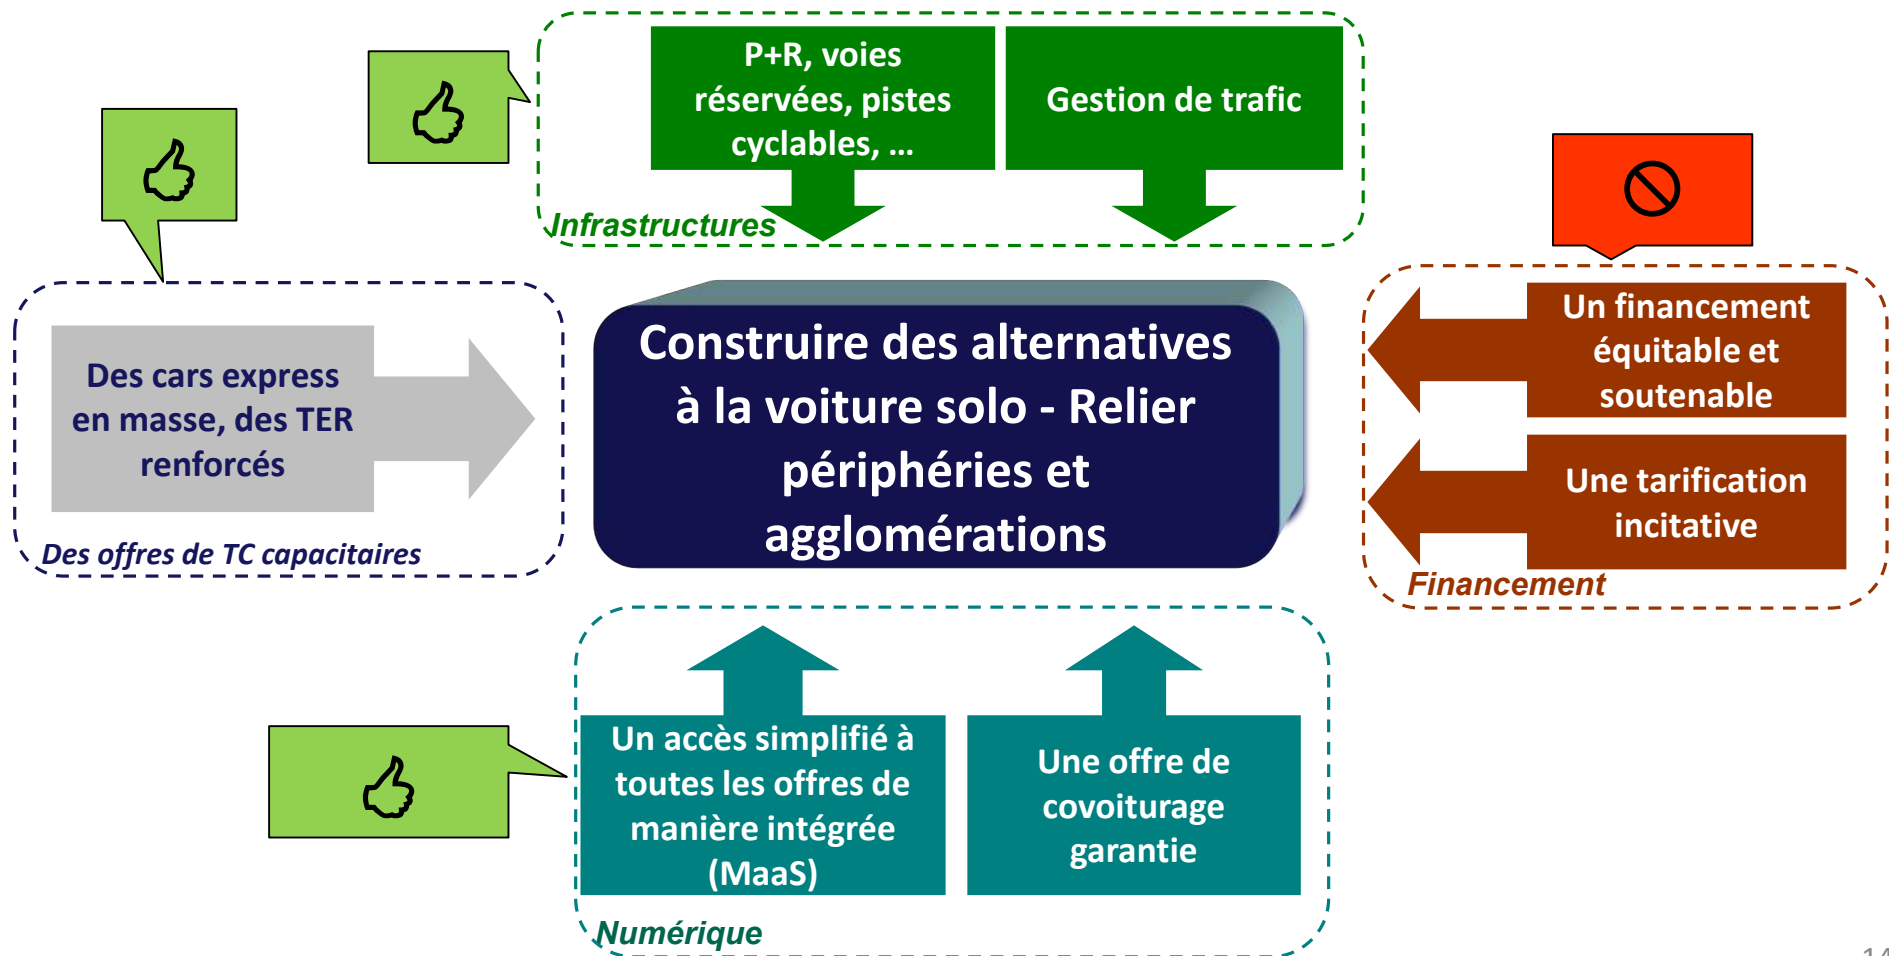 P+R, voies
réservées, pistes
cyclables, ...
Gestion de trafic
Infrastructures
Des cars express
en masse, des TER
renforcés
Des offres de TC capacitaires
Construire des alternatives
à la voiture solo - Relier
périphéries et
agglomérations
Un financement
équitable et
soutenable
Une tarification
incitative
Financement
Un accès simplifié à
toutes les offres de
manière intégrée
(MaaS)
Une offre de
covoiturage
garantie
Numérique
14